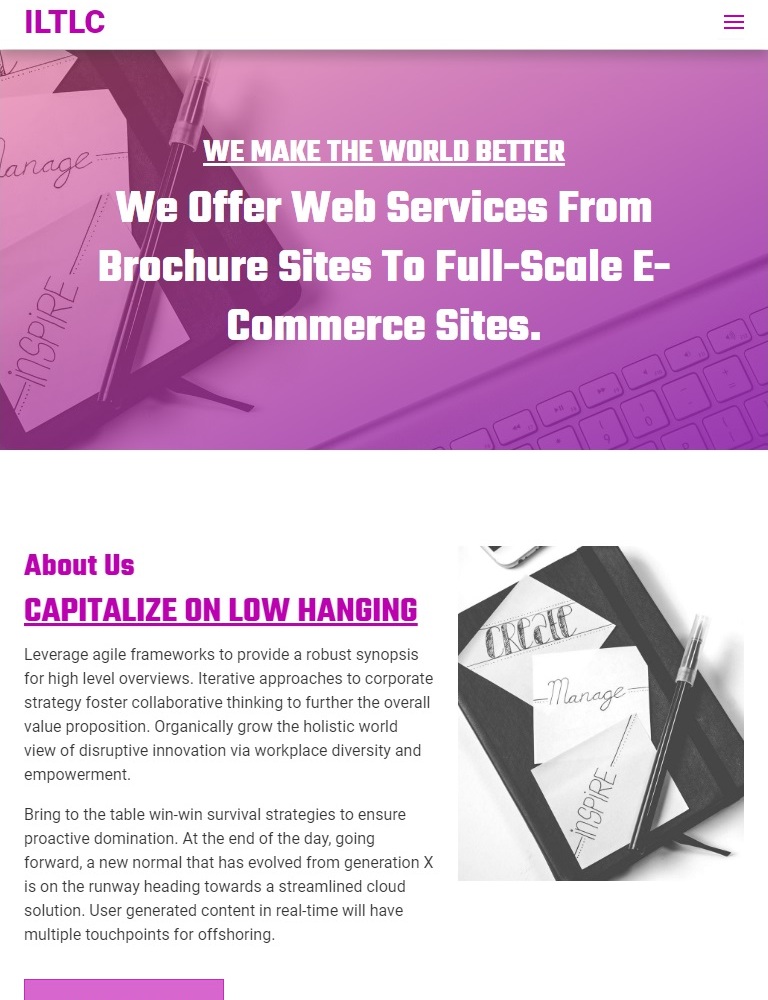 ILTLC
WE MAKE THE WORLD BETTER
We Offer Web Services From
Brochure Sites To Full-Scale E-
Commerce Sites.
anage
INSPIRE
About Us
CAPITALIZE ON LOW HANGING
Leverage agile frameworks to provide a robust synopsis
for high level overviews. Iterative approaches to corporate
strategy foster collaborative thinking to further the overall
value proposition. Organically grow the holistic world
view of disruptive innovation via workplace diversity and
empowerment.
Bring to the table win-win survival strategies to ensure
proactive domination. At the end of the day, going
forward, a new normal that has evolved from generation X
is on the runway heading towards a streamlined cloud
solution. User generated content in real-time will have
multiple touchpoints for offshoring.
CREATE
Manage
INSPIRE